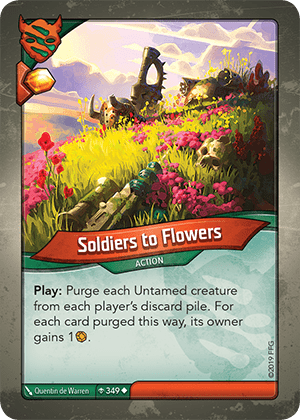 Soldiers to Flowers
ACTION
Play: Purge each Untamed creature
from each player's discard pile. For
each card purged this way, its owner
gains 1.
Quentin de Warren
349
©2019 FFG